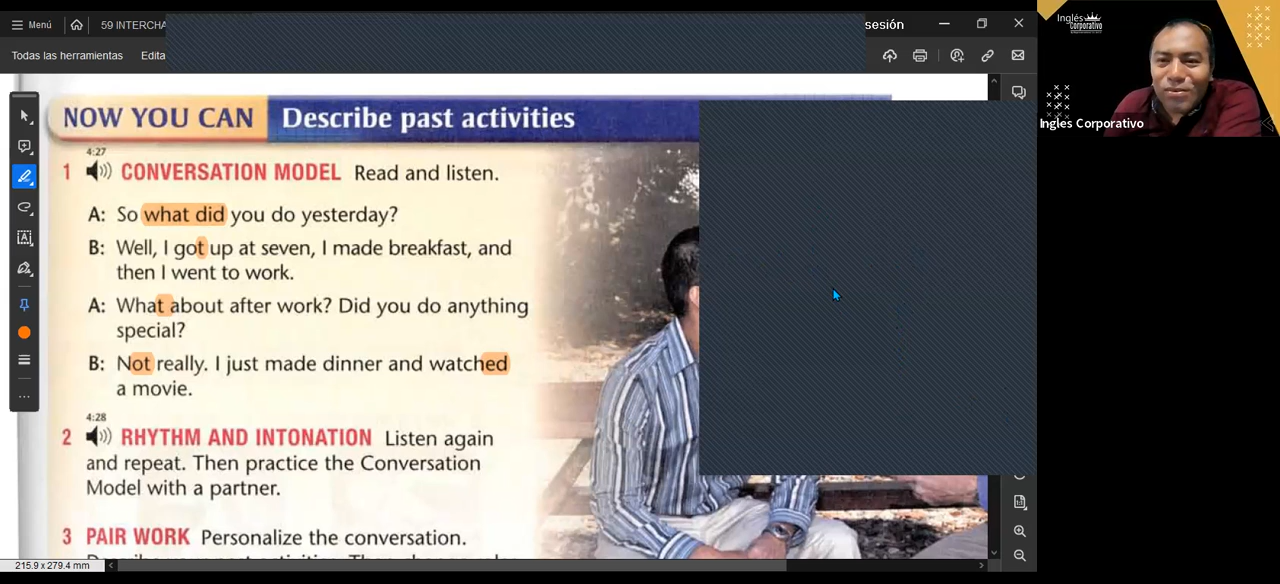 Menú
59 INTERCHA
sesión
Todas las herramientas
Edita
NOW YOU CAN Describe past activities
4:27
1 CONVERSATION MODEL Read and listen.
A: So what did you do yesterday?
B: Well, I got up at seven, I made breakfast, and
then I went to work.
A: What about after work? Did you do anything
special?
B: Not really. I just made dinner and watched
a movie.
4:28
2 RHYTHM AND INTONATION Listen again
and repeat. Then practice the Conversation
Model with a partner.
3 PAIR WORK Personalize the conversation.
215.9 x 279.4 mm
Inglés
Corporativo
Ingles Corporativo